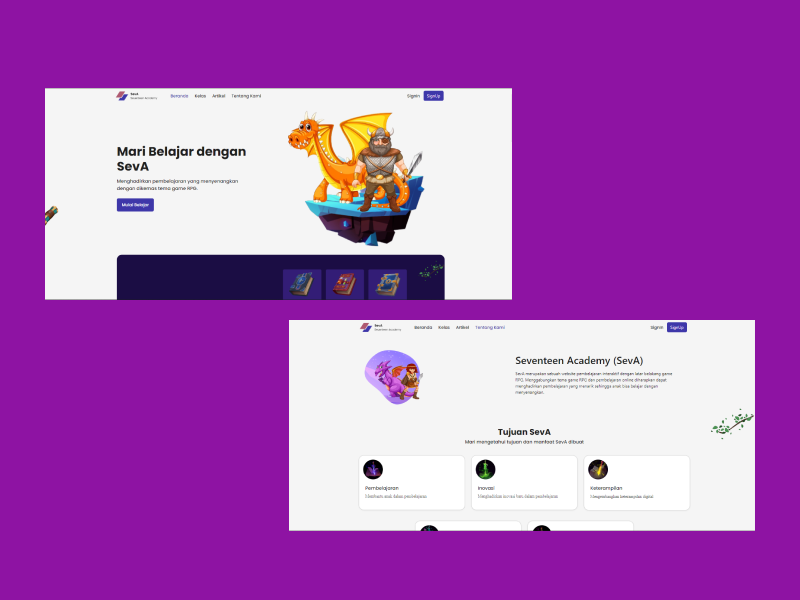 SevA
Seventeen Academy
Beranda Kelas Artikel Tentang Kami
SignIn SignUp
Mari Belajar dengan
SevA
Menghadirkan pembelajaran yang menyenangkan
dengan dikemas tema game RPG.
Mulai Belajar
SevA
Seventeen Academy
Beranda Kelas Artikel Tentang Kami
SignIn SignUp
Seventeen Academy (SevA)
SevA merupakan sebuah website pembelajaran interaktif dengan latar belakang game
RPG. Menggabungkan tema game RPG dan pembelajaran online diharapkan dapat
menghadirkan pembelajaran yang menarik sehingga anak bisa belajar dengan
menyenangkan.
Tujuan SevA
Mari mengetahui tujuan dan manfaat SevA dibuat
Pembelajaran
Membantu anak dalam pembelajaran
Inovasi
Menghadirkan inovasi baru dalam pembelajaran
Keterampilan
Mengembangkan keterampilan digital